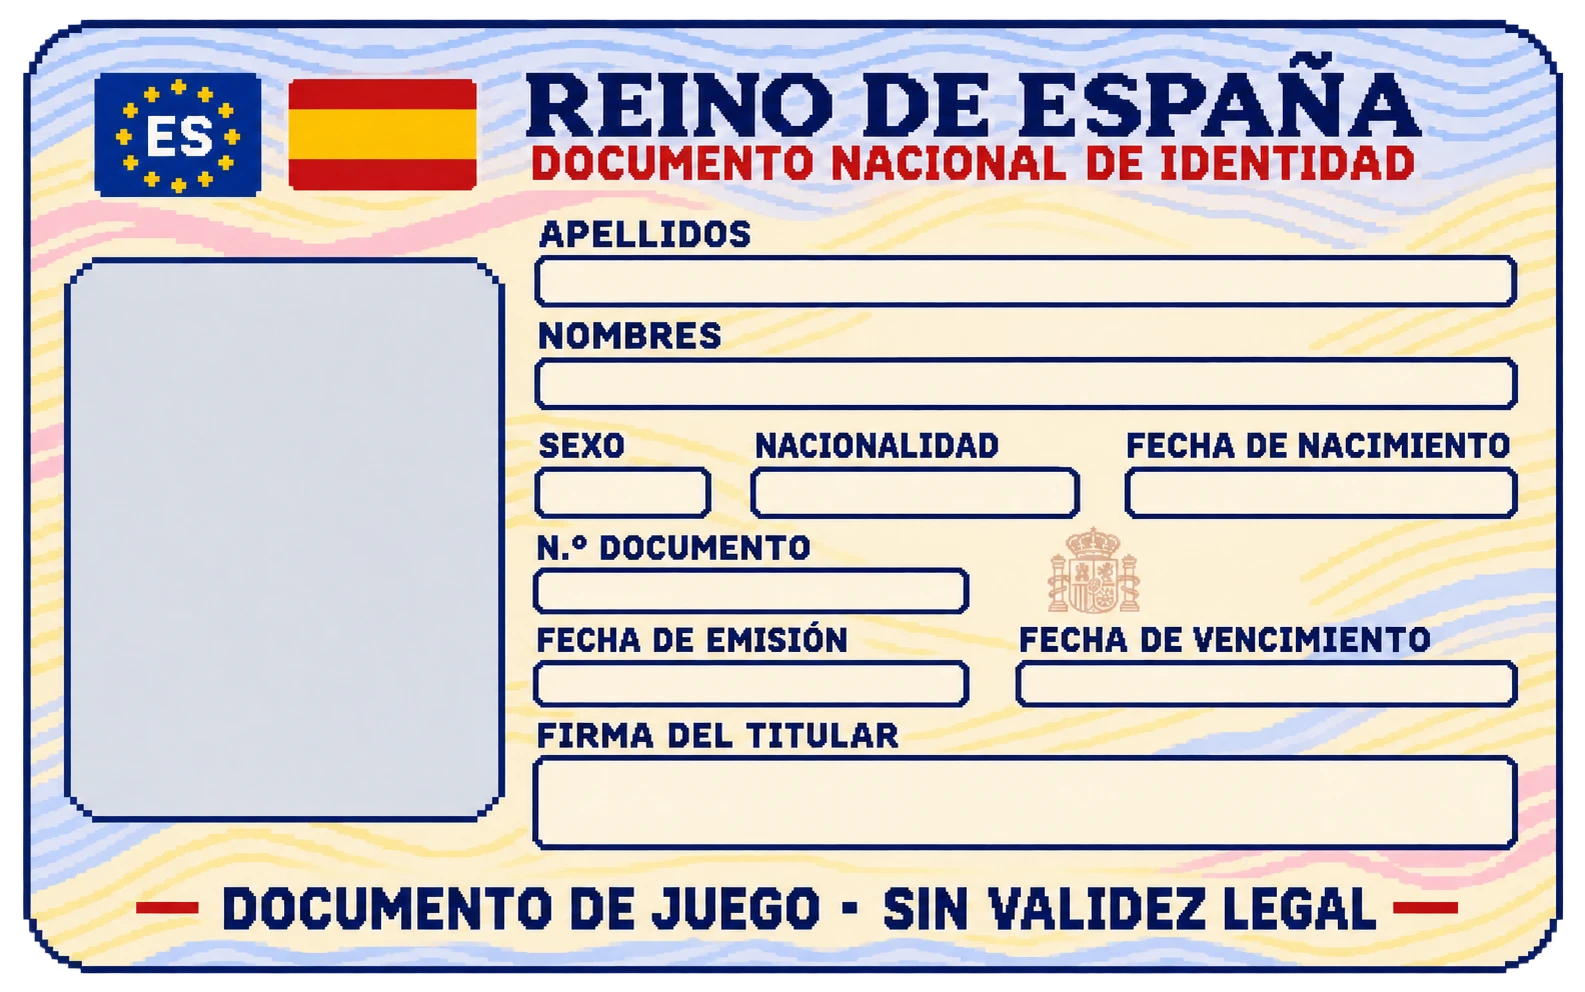 ES
REINO DE ESPAÑA
DOCUMENTO NACIONAL DE IDENTIDAD
APELLIDOS
NOMBRES
SEXO NACIONALIDAD FECHA DE NACIMIENTO
N.º DOCUMENTO
FECHA DE EMISIÓN FECHA DE VENCIMIENTO
FIRMA DEL TITULAR
DOCUMENTO DE JUEGO · SIN VALIDEZ LEGAL